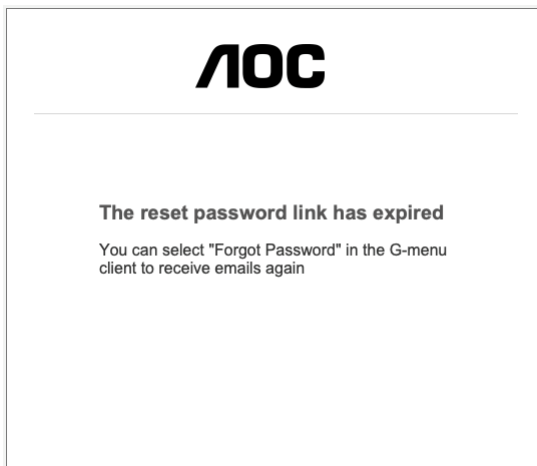 AOC
The reset password link has expired
You can select "Forgot Password" in the G-menu
client to receive emails again